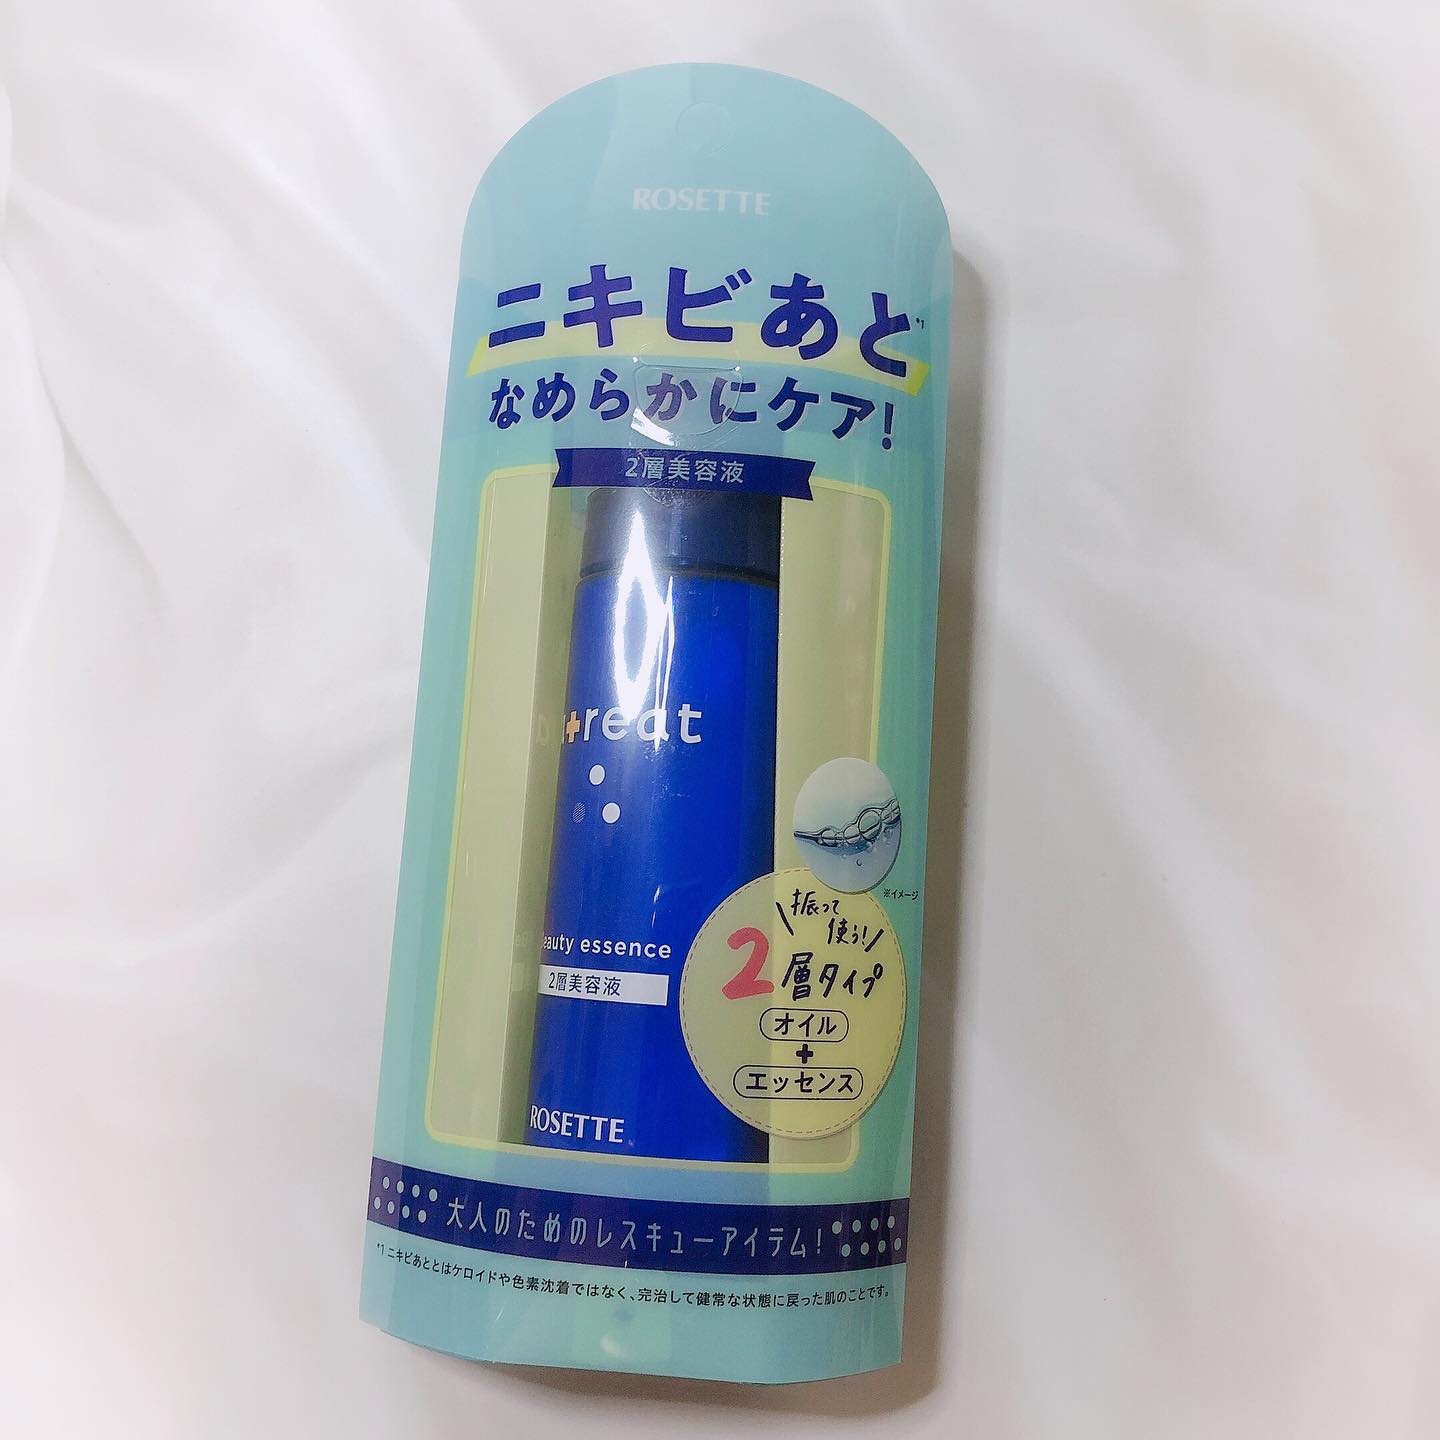 ROSETTE
ニキビあと*1
なめらかにケア!
2層美容液
※イメージ
振って
使う!
2層タイプ
オイル
+
エッセンス
beauty essence
2層美容液
ROSETTE
大人のためのレスキューアイテム!
*1 ニキビあととはケロイドや色素沈着ではなく、完治して健常な状態に戻った肌のことです。